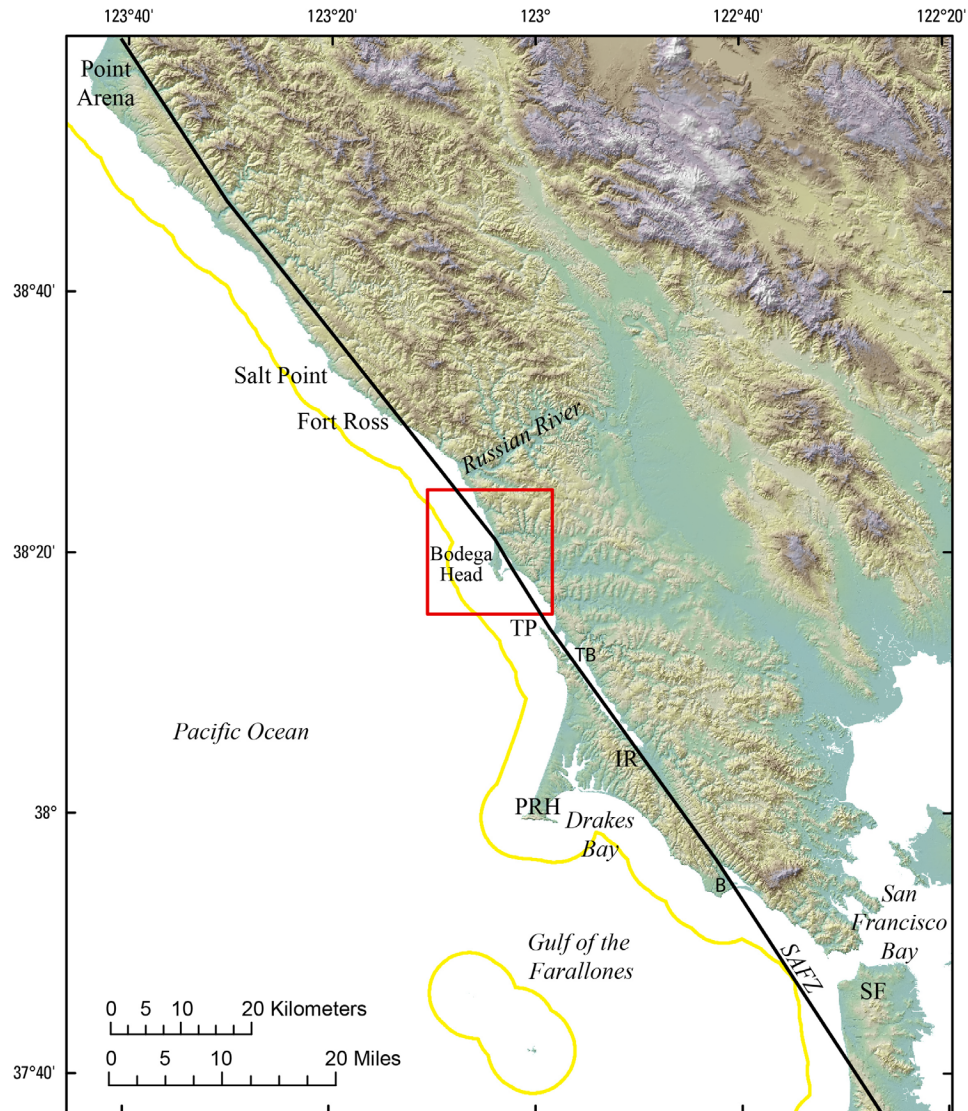 123°40' 123°20' 123° 122°40' 122°20'
Point
Arena
38°40'
Salt Point
Fort Ross
Russian River
38°20'
Bodega
Head
TP
TB
Pacific Ocean
IR
38°
PRH
Drakes
Bay
B
San
Francisco
Bay
Gulf of the
Farallones
SAFZ
SF
0 5 10 20 Kilometers
0 5 10 20 Miles
37°40'